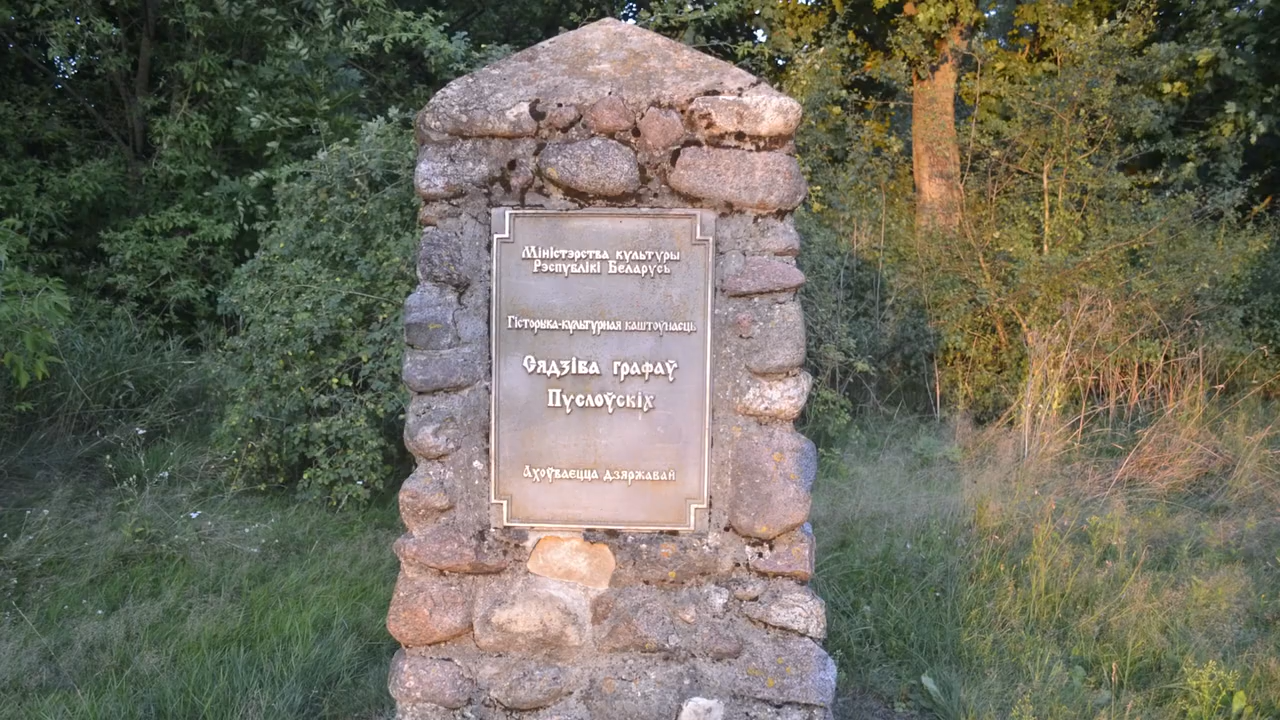 Міністэрства культуры
Рэспублікі Беларусь
Гісторыка-культурная каштоўнасць
Сядзіба графаў
Пуслоўскіх
Ахоўваецца дзяржавай